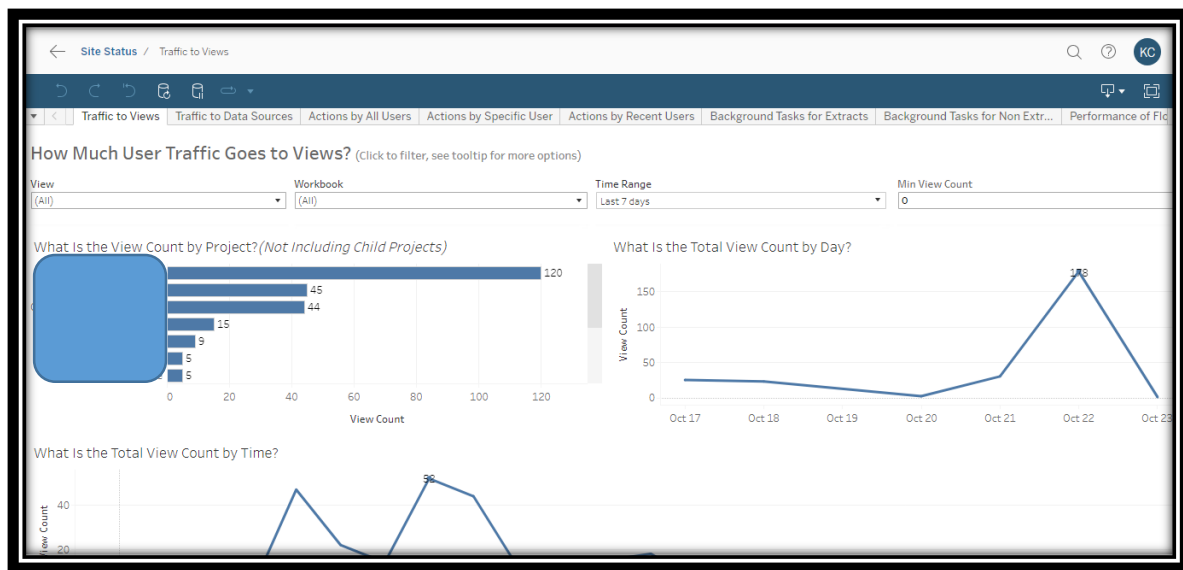 Site Status / Traffic to Views
KC
Traffic to Views Traffic to Data Sources Actions by All Users Actions by Specific User Actions by Recent Users Background Tasks for Extracts Background Tasks for Non Extr... Performance of Flo
How Much User Traffic Goes to Views? (Click to filter, see tooltip for more options)
View Workbook Time Range Min View Count
(All) (All) Last 7 days 0
What Is the View Count by Project? (Not Including Child Projects)
120
45
44
15
9
5
5
0 20 40 60 80 100 120
View Count
What Is the Total View Count by Day?
View Count
150
100
50
0
Oct 17 Oct 18 Oct 19 Oct 20 Oct 21 Oct 22 Oct 23
What Is the Total View Count by Time?
View Count
40
20